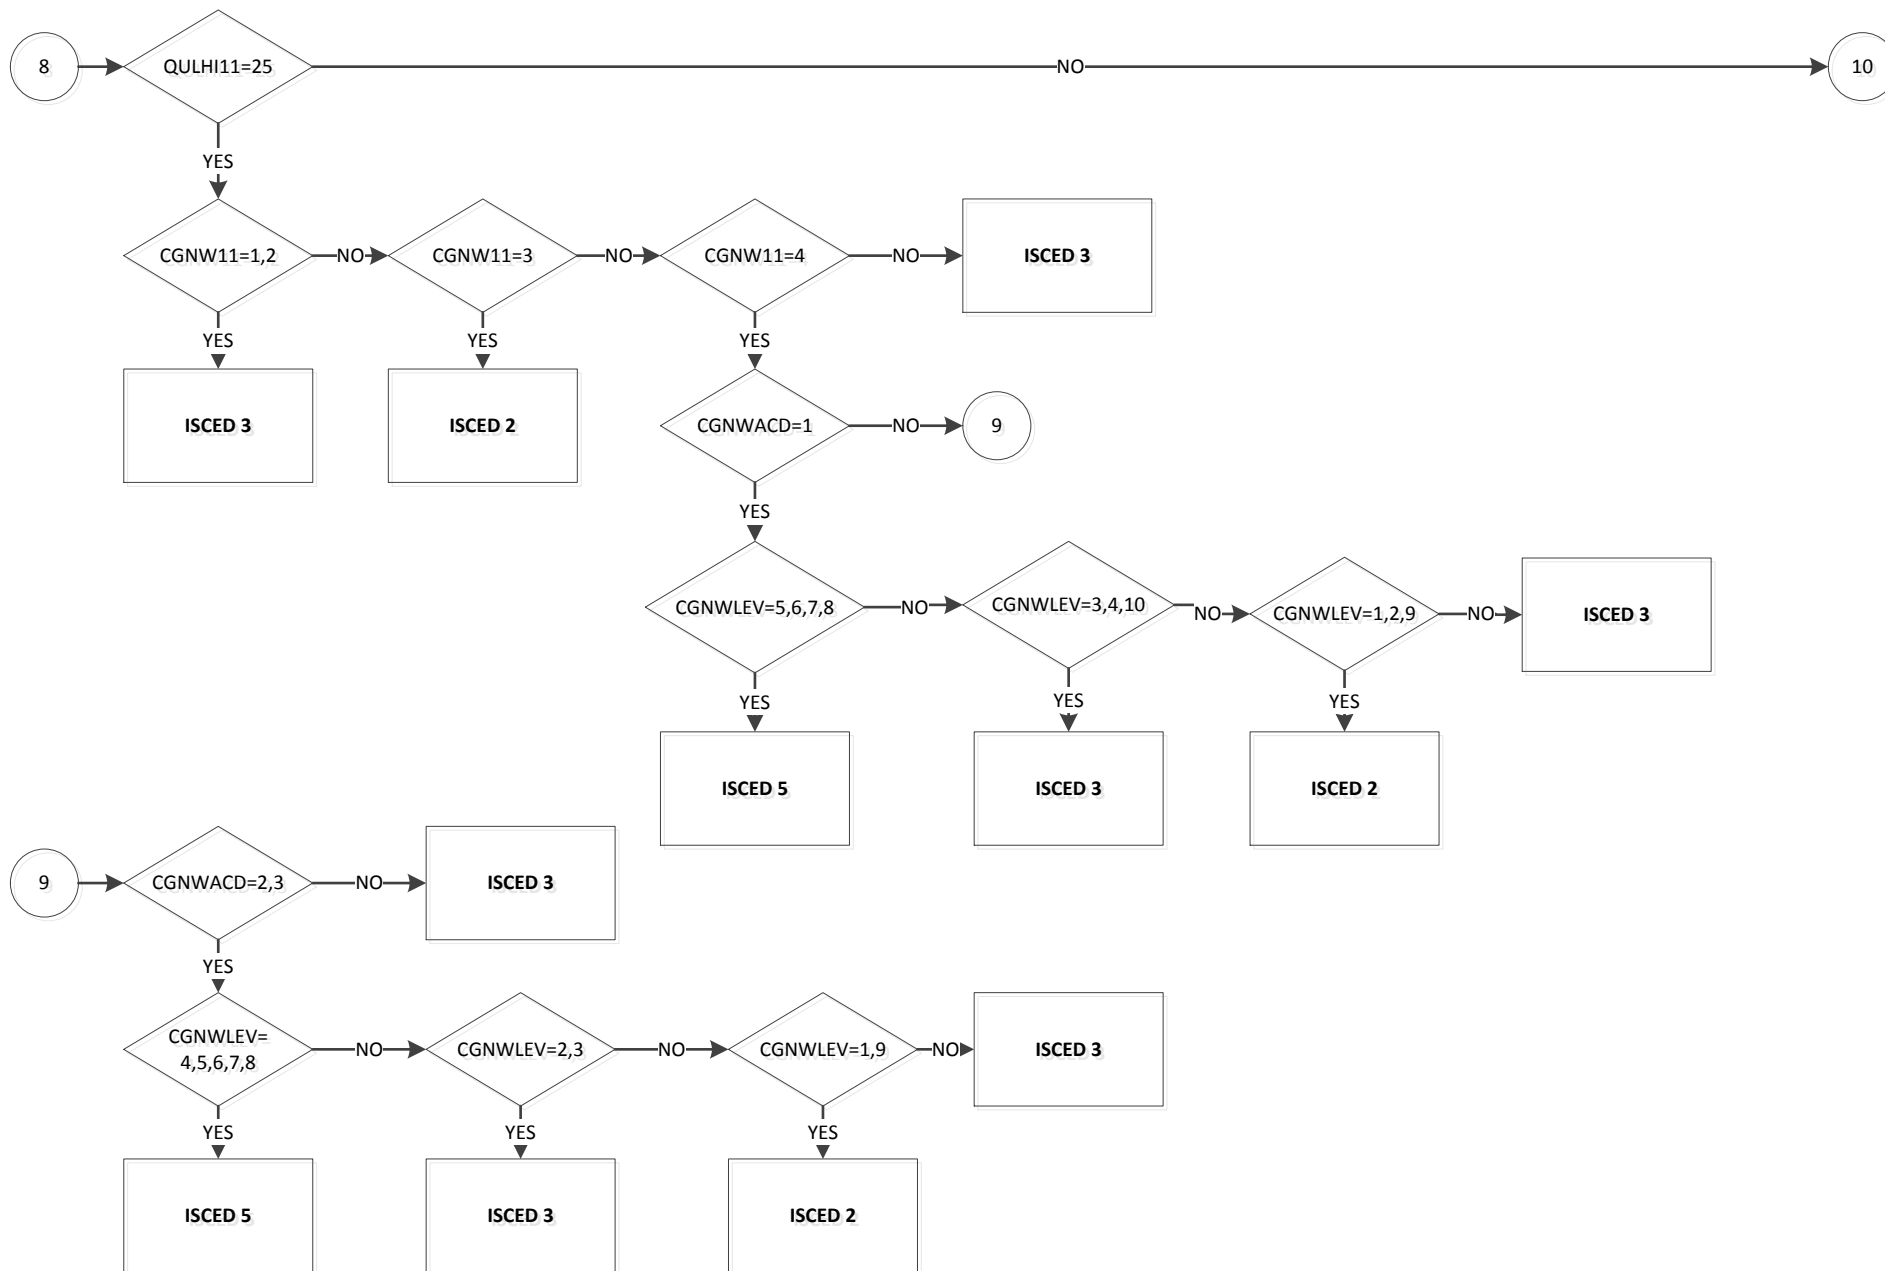 8
QULHI11=25
NO
10
YES
CGNW11=1,2
NO
CGNW11=3
NO
CGNW11=4
NO
ISCED 3
YES
YES
YES
ISCED 3
ISCED 2
CGNWACD=1
NO
9
YES
CGNWLEV=5,6,7,8
NO
CGNWLEV=3,4,10
NO
CGNWLEV=1,2,9
NO
ISCED 3
YES
YES
YES
ISCED 5
ISCED 3
ISCED 2
9
CGNWACD=2,3
NO
ISCED 3
YES
CGNWLEV=
4,5,6,7,8
NO
CGNWLEV=2,3
NO
CGNWLEV=1,9
NO
ISCED 3
YES
YES
YES
ISCED 5
ISCED 3
ISCED 2